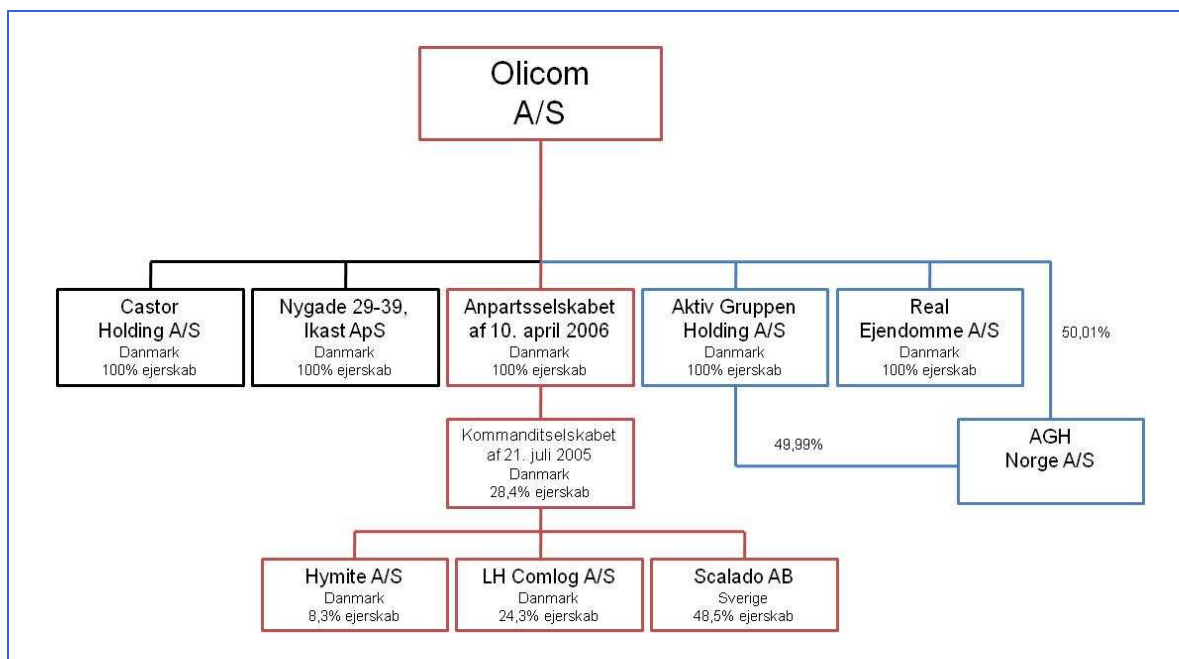 Olicom
A/S
Castor
Holding A/S
Danmark
100% ejerskab
Nygade 29-39,
Ikast ApS
Danmark
100% ejerskab
Anpartsselskabet
af 10. april 2006
Danmark
100% ejerskab
Aktiv Gruppen
Holding A/S
Danmark
100% ejerskab
Real
Ejendomme A/S
Danmark
100% ejerskab
50,01%
Kommanditselskabet
af 21. juli 2005
Danmark
28,4% ejerskab
49,99%
AGH
Norge A/S
Hymite A/S
Danmark
8,3% ejerskab
LH Comlog A/S
Danmark
24,3% ejerskab
Scalado AB
Sverige
48,5% ejerskab